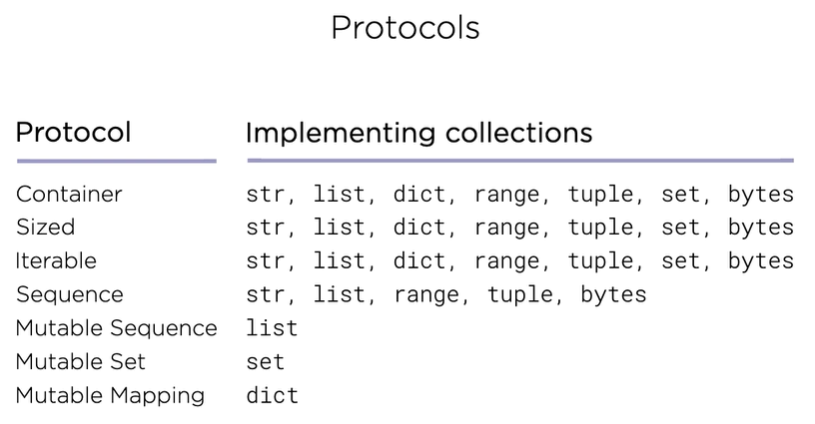 Protocols
Protocol Implementing collections
Container str, list, dict, range, tuple, set, bytes
Sized str, list, dict, range, tuple, set, bytes
Iterable str, list, dict, range, tuple, set, bytes
Sequence str, list, range, tuple, bytes
Mutable Sequence list
Mutable Set set
Mutable Mapping dict